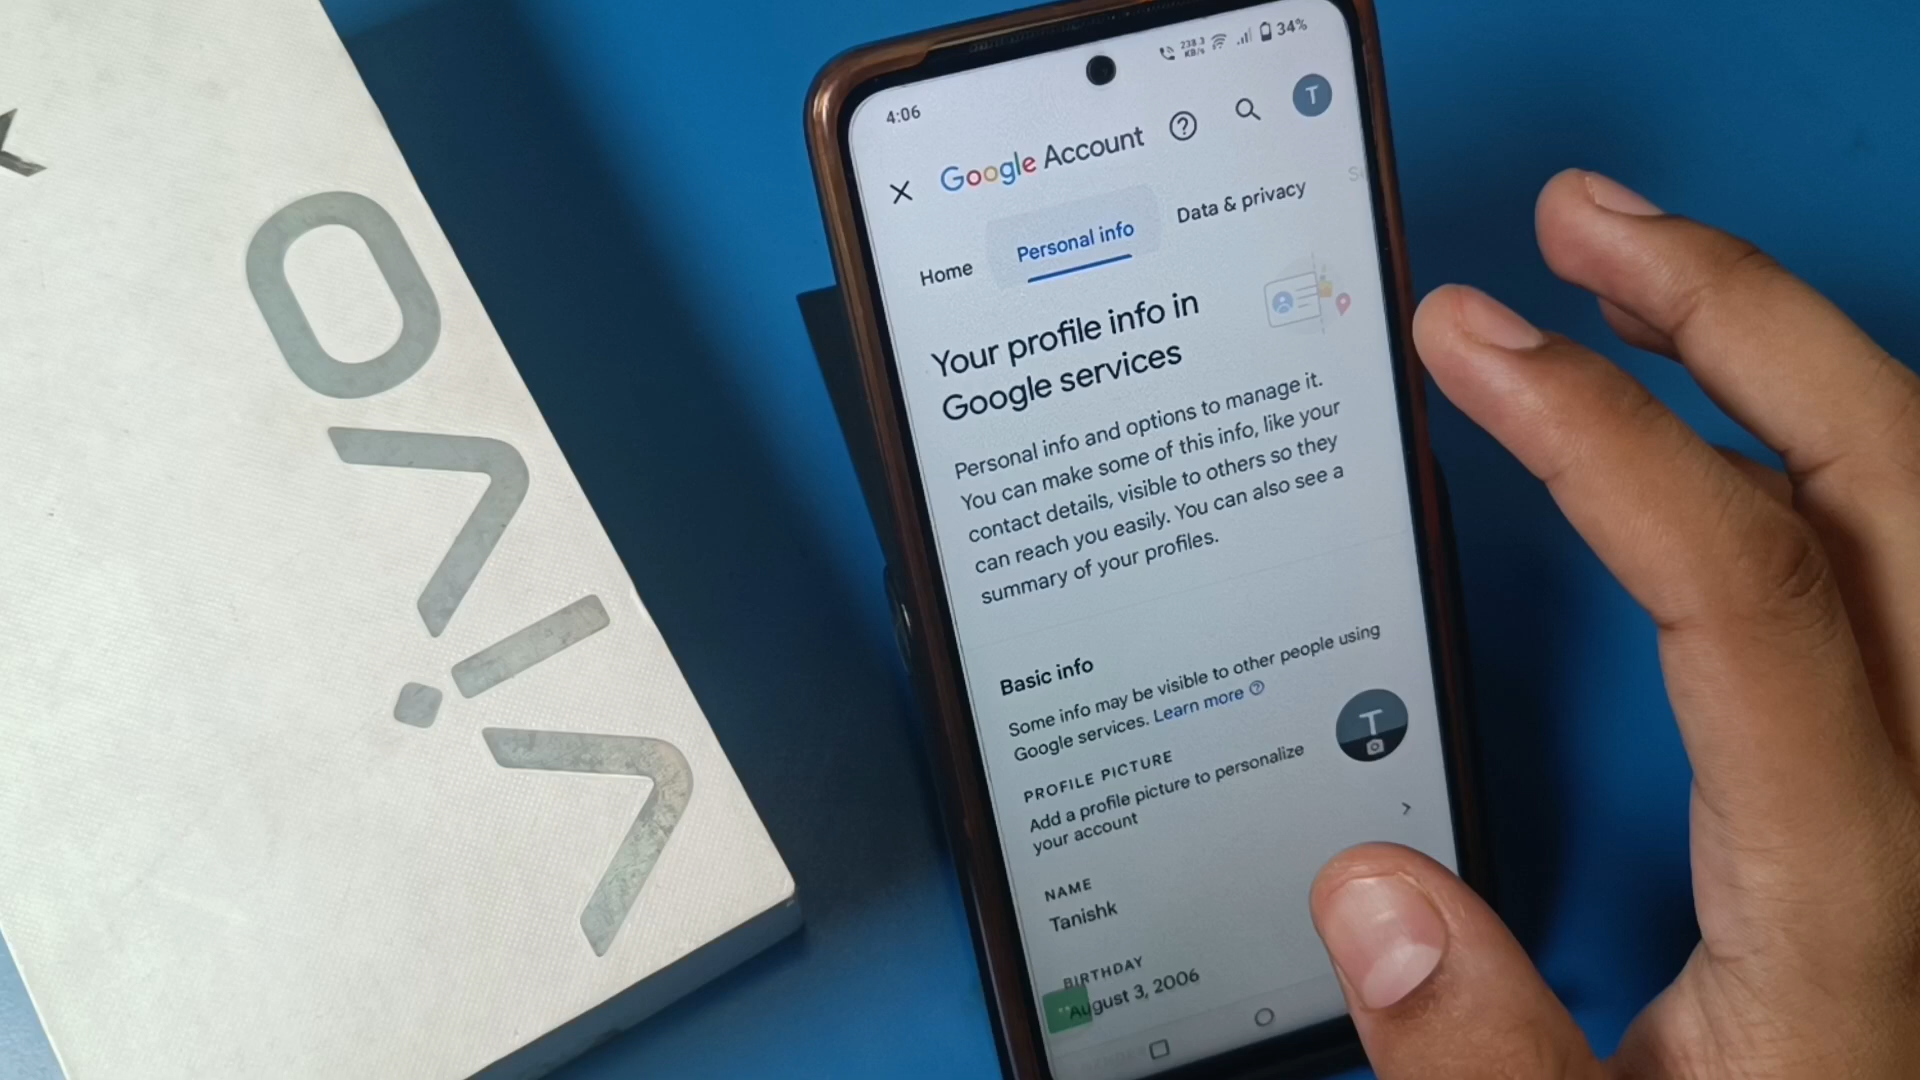 vivo
4:06
238.3
KB/s
34%
Google Account
T
Home
Personal info
Data & privacy
Your profile info in
Google services
Personal info and options to manage it.
You can make some of this info, like your
contact details, visible to others so they
can reach you easily. You can also see a
summary of your profiles.
Basic info
Some info may be visible to other people using
Google services. Learn more
PROFILE PICTURE
Add a profile picture to personalize
your account
T
NAME
Tanishk
BIRTHDAY
August 3, 2006